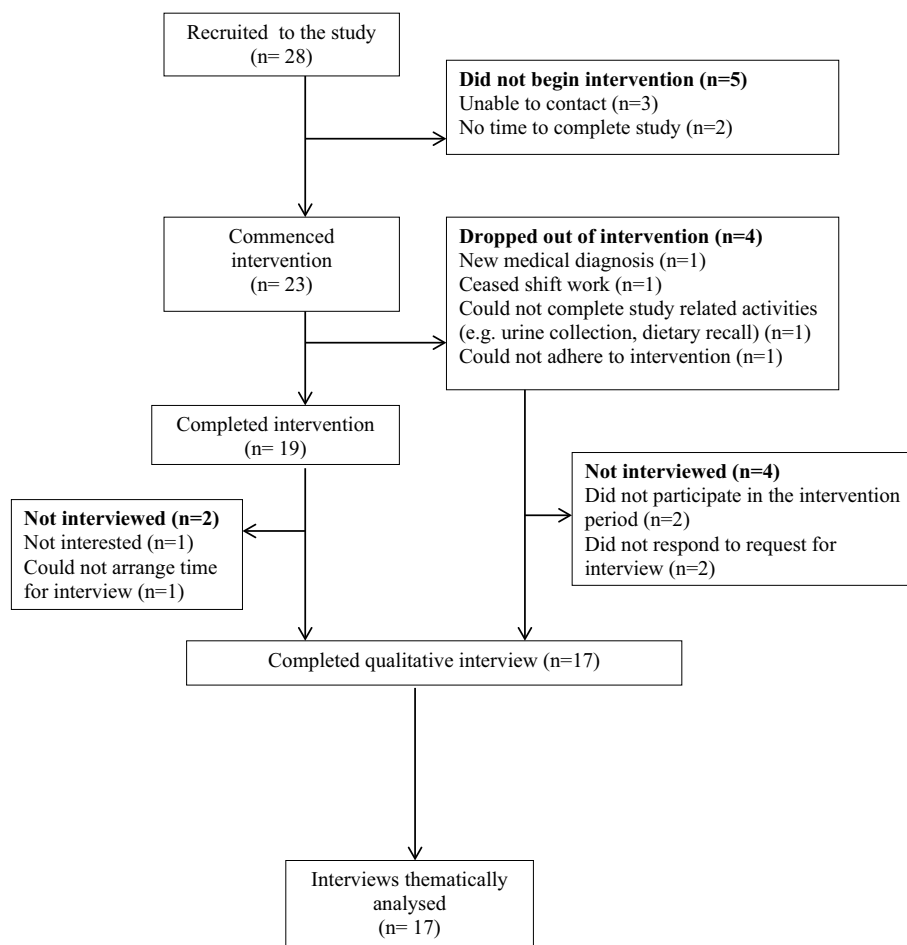 Recruited to the study
(n= 28)
Did not begin intervention (n=5)
Unable to contact (n=3)
No time to complete study (n=2)
Commenced
intervention
(n= 23)
Dropped out of intervention (n=4)
New medical diagnosis (n=1)
Ceased shift work (n=1)
Could not complete study related activities
(e.g. urine collection, dietary recall) (n=1)
Could not adhere to intervention (n=1)
Completed intervention
(n= 19)
Not interviewed (n=4)
Did not participate in the intervention
period (n=2)
Did not respond to request for
interview (n=2)
Not interviewed (n=2)
Not interested (n=1)
Could not arrange time
for interview (n=1)
Completed qualitative interview (n=17)
Interviews thematically
analysed
(n= 17)